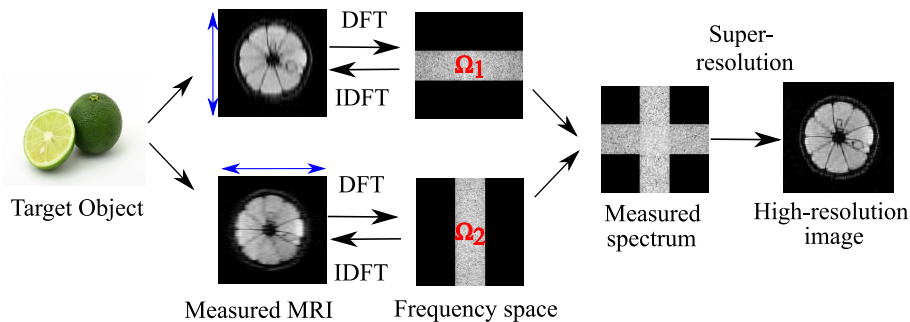 DFT
IDFT
Ω1
Super-
resolution
Target Object
DFT
IDFT
Ω2
Measured
spectrum
High-resolution
image
Measured MRI
Frequency space